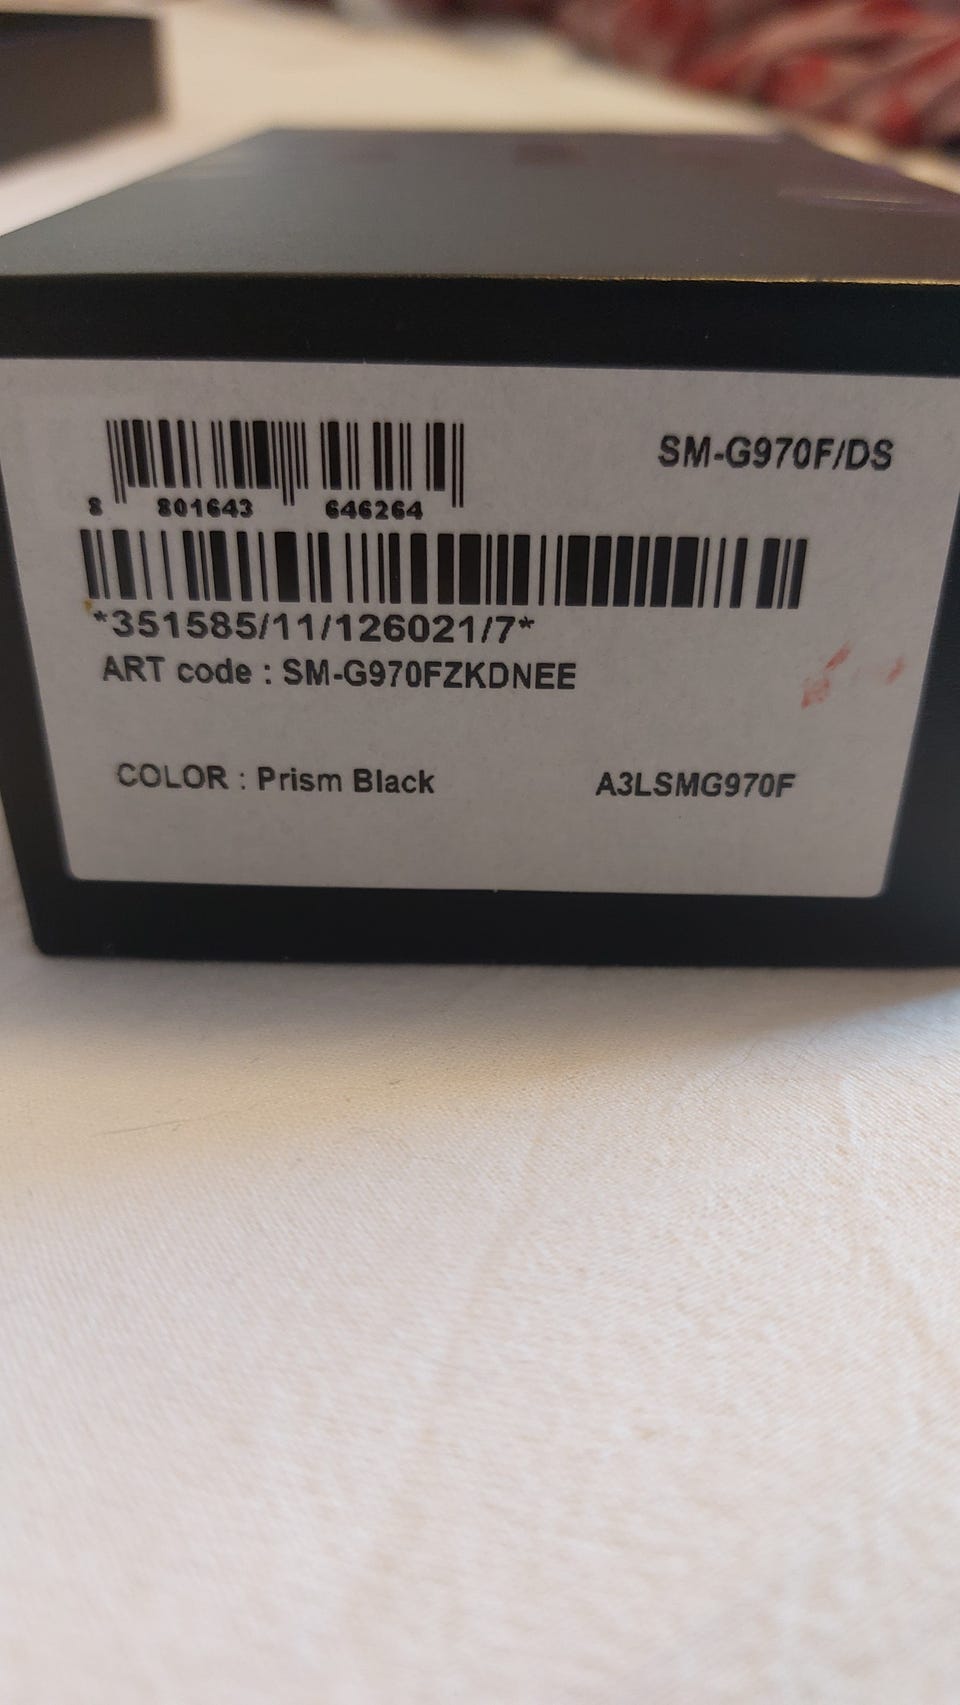 SM-G970F/DS
8 801643 646264
*351585/11/126021/7*
ART code : SM-G970FZKDNEE
COLOR : Prism Black
A3LSMG970F